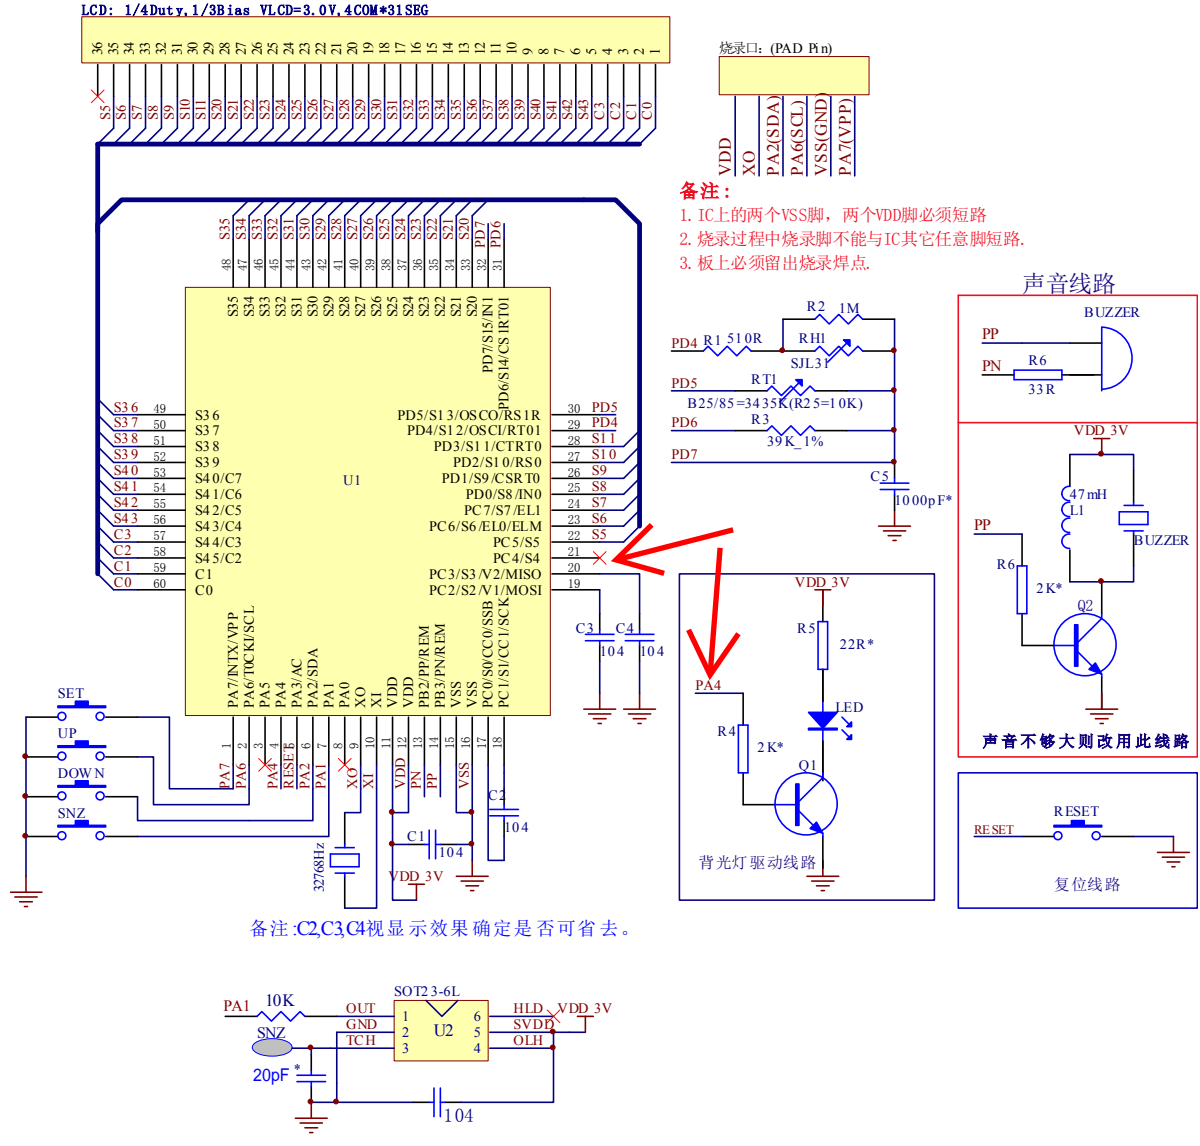 LCD: 1/4Duty,1/3Bias VLCD=3.0V,4COM*31SEG
36 35 34 33 32 31 30 29 28 27 26 25 24 23 22 21 20 19 18 17 16 15 14 13 12 11 10 9 8 7 6 5 4 3 2 1
S5 S6 S7 S8 S9 S10 S11 S20 S21 S22 S23 S24 S25 S26 S27 S28 S29 S30 S31 S32 S33 S34 S35 S36 S37 S38 S39 S40 S41 S42 S43 C3 C2 C1 C0
烧录口: (PAD Pin)
VDD XO PA2(SDA) PA6(SCL) VSS(GND) PA7(VPP)
备注:
1. IC上的两个VSS脚，两个VDD脚必须短路
2. 烧录过程中烧录脚不能与IC其它任意脚短路.
3. 板上必须留出烧录焊点.
S35 S34 S33 S32 S31 S30 S29 S28 S27 S26 S25 S24 S23 S22 S21 S20 PD7 PD6
48 47 46 45 44 43 42 41 40 39 38 37 36 35 34 33 32 31
S35 S34 S33 S32 S31 S30 S29 S28 S27 S26 S25 S24 S23 S22 S21 S20 PD7/S15/IN1 PD6/S14/CS1RT01
U1
S36 49 S36
S37 50 S37
S38 51 S38
S39 52 S39
S40 53 S40/C7
S41 54 S41/C6
S42 55 S42/C5
S43 56 S43/C4
C3 57 S44/C3
C2 58 S45/C2
C1 59 C1
C0 60 C0
PD5/S13/OSCO/RS1R 30 PD5
PD4/S12/OSCI/RT01 29 PD4
PD3/S11/CTRT0 28 S11
PD2/S10/RS0 27 S10
PD1/S9/CSRT0 26 S9
PD0/S8/IN0 25 S8
PC7/S7/EL1 24 S7
PC6/S6/EL0/ELM 23 S6
PC5/S5 22 S5
PC4/S4 21
PC3/S3/V2/MISO 20
PC2/S2/V1/MOSI 19
PA7/INTX/VPP PA6/T0CKI/SCL PA5 PA4 PA3/AC PA2/SDA PA1 PA0 XO XI VDD VDD PB2/PP/REM PB3/PN/REM VSS VSS PC0/S0/CC0/SSB PC1/S1/CC1/SCK
1 2 3 4 5 6 7 8 9 10 11 12 13 14 15 16 17 18
PA7 PA6 PA4 RESET PA2 PA1 XO XI VDD PN PP VSS
SET
UP
DOWN
SNZ
32768Hz
C1 104
VDD_3V
C2 104
C3 104
C4 104
备注:C2,C3,C4视显示效果确定是否可省去。
PD4 R1 510R
R2 1M
RH1
SJL31
PD5 RT1
B25/85=3435K(R25=10K)
PD6 R3
39K_1%
PD7
C5
1000pF*
VDD_3V
R5
22R*
PA4
LED
R4
2K*
Q1
背光灯驱动线路
声音线路
BUZZER
PP
PN R6
33R
VDD_3V
47mH
L1
BUZZER
PP
R6
2K*
Q2
声音不够大则改用此线路
RESET
RESET
复位线路
PA1 10K
SOT23-6L
U2
OUT 1
GND 2
TCH 3
6 HLD
5 SVDD
4 OLH
VDD_3V
SNZ
20pF *
104